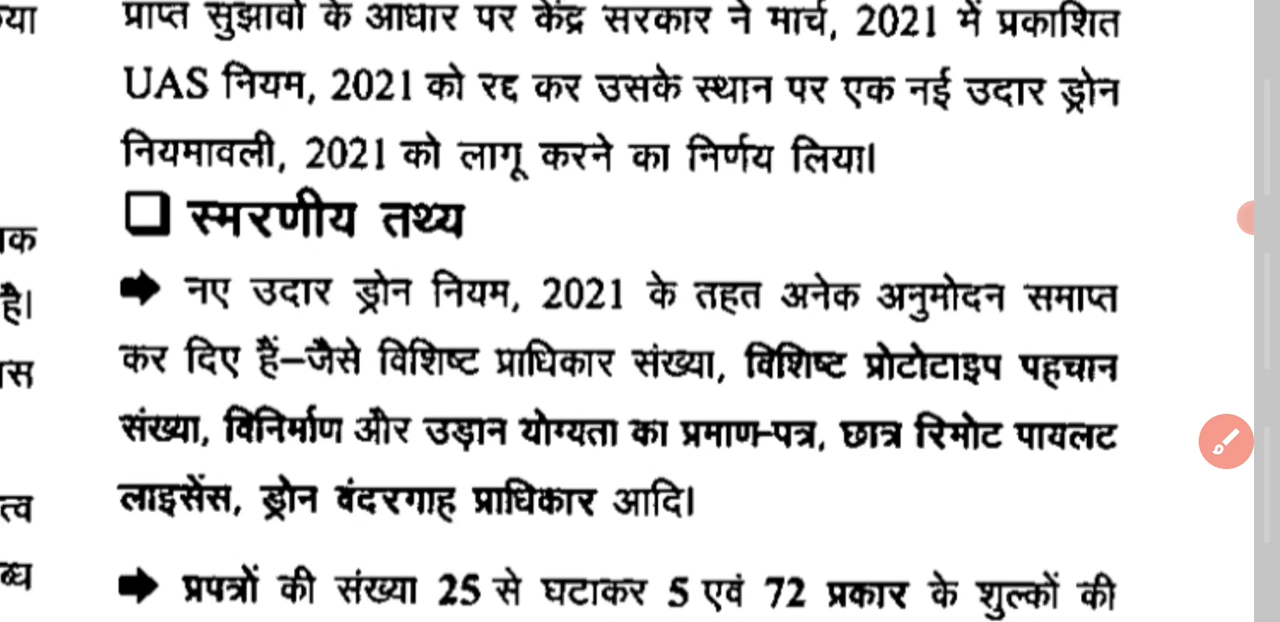 प्राप्त सुझावों के आधार पर केंद्र सरकार ने मार्च, 2021 में प्रकाशित
UAS नियम, 2021 को रद्द कर उसके स्थान पर एक नई उदार ड्रोन
नियमावली, 2021 को लागू करने का निर्णय लिया।
❑ स्मरणीय तथ्य
➡ नए उदार ड्रोन नियम, 2021 के तहत अनेक अनुमोदन समाप्त
कर दिए हैं–जैसे विशिष्ट प्राधिकार संख्या, विशिष्ट प्रोटोटाइप पहचान
संख्या, विनिर्माण और उड़ान योग्यता का प्रमाण-पत्र, छात्र रिमोट पायलट
लाइसेंस, ड्रोन बंदरगाह प्राधिकार आदि।
➡ प्रपत्रों की संख्या 25 से घटाकर 5 एवं 72 प्रकार के शुल्कों की